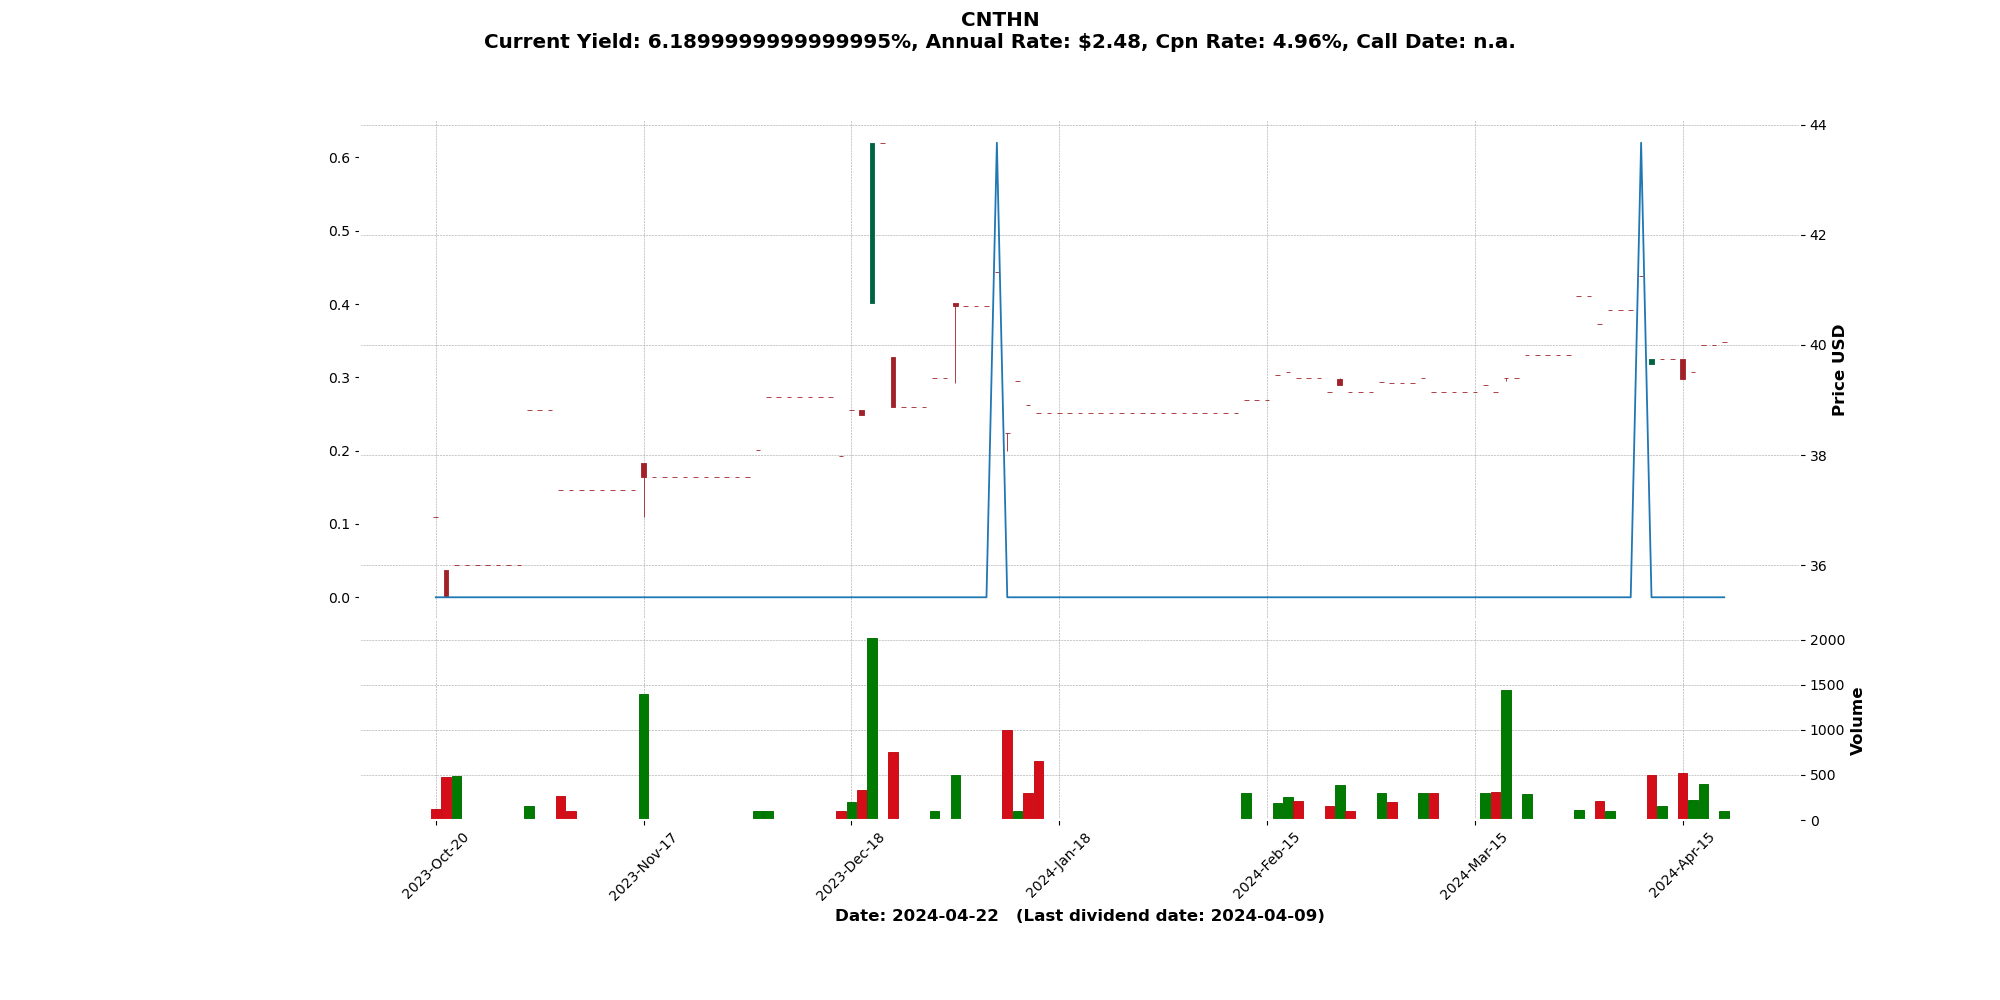 CNTHN
Current Yield: 6.1899999999999995%, Annual Rate: $2.48, Cpn Rate: 4.96%, Call Date: n.a.
0.6
0.5
0.4
0.3
0.2
0.1
0.0
44
42
40
38
36
Price USD
2000
1500
1000
500
0
Volume
2023-Oct-20
2023-Nov-17
2023-Dec-18
2024-Jan-18
2024-Feb-15
2024-Mar-15
2024-Apr-15
Date: 2024-04-22   (Last dividend date: 2024-04-09)